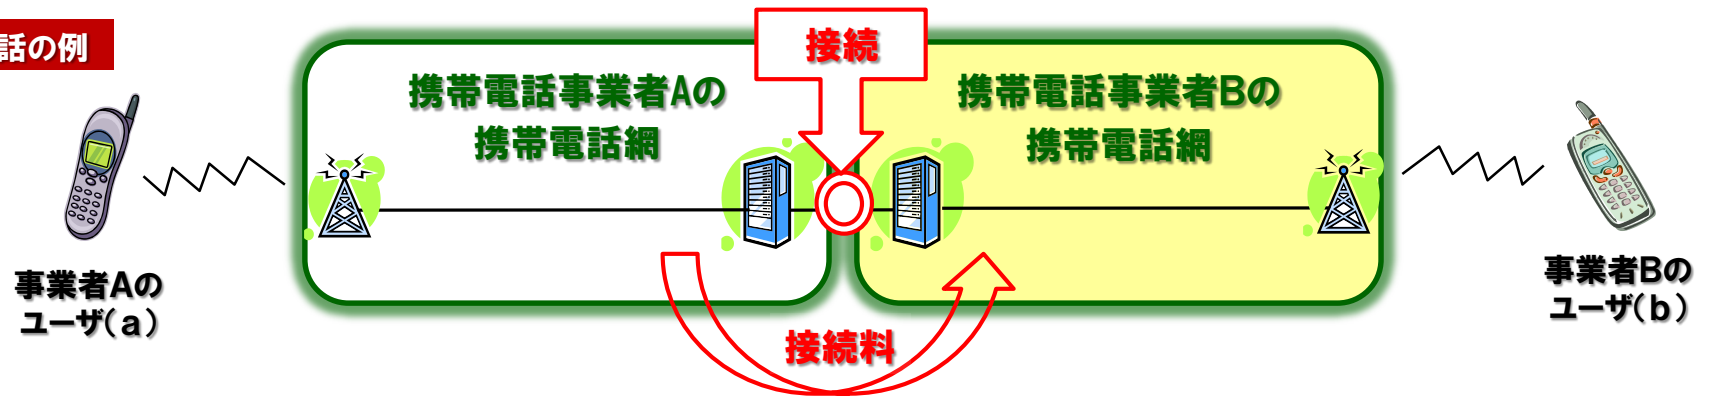 話の例
接続
携帯電話事業者Aの
携帯電話網
携帯電話事業者Bの
携帯電話網
事業者Aの
ユーザ(a)
事業者Bの
ユーザ(b)
接続料